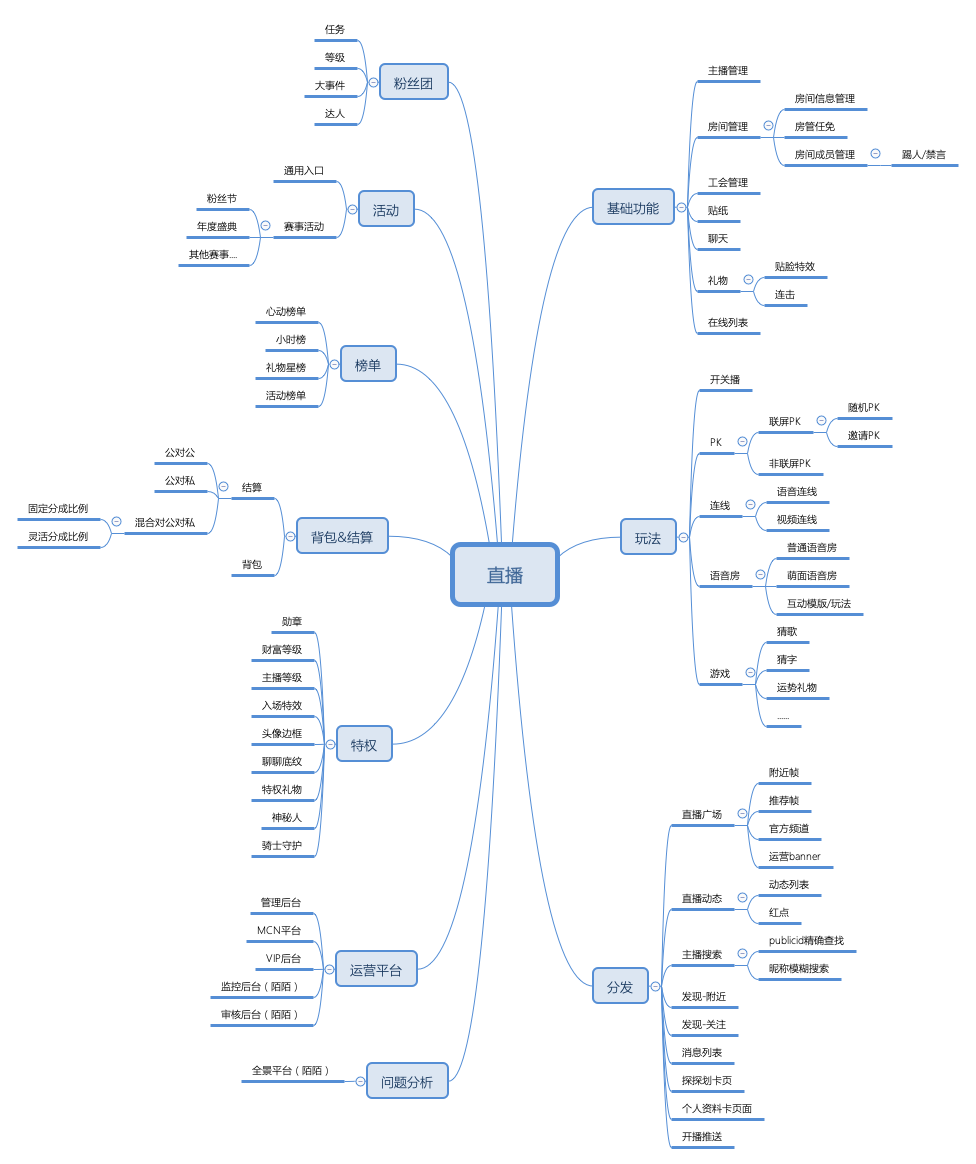 直播
粉丝团
任务
等级
大事件
达人
活动
通用入口
赛事活动
粉丝节
年度盛典
其他赛事....
榜单
心动榜单
小时榜
礼物星榜
活动榜单
背包&结算
结算
公对公
公对私
混合对公对私
固定分成比例
灵活分成比例
背包
特权
勋章
财富等级
主播等级
入场特效
头像边框
聊聊底纹
特权礼物
神秘人
骑士守护
运营平台
管理后台
MCN平台
VIP后台
监控后台（陌陌）
审核后台（陌陌）
问题分析
全景平台（陌陌）
基础功能
主播管理
房间管理
房间信息管理
房管任免
房间成员管理
踢人/禁言
工会管理
贴纸
聊天
礼物
贴脸特效
连击
在线列表
玩法
开关播
PK
联屏PK
随机PK
邀请PK
非联屏PK
连线
语音连线
视频连线
语音房
普通语音房
萌面语音房
互动模版/玩法
游戏
猜歌
猜字
运势礼物
......
分发
直播广场
附近帧
推荐帧
官方频道
运营banner
直播动态
动态列表
红点
主播搜索
publicid精确查找
昵称模糊搜索
发现-附近
发现-关注
消息列表
探探划卡页
个人资料卡页面
开播推送